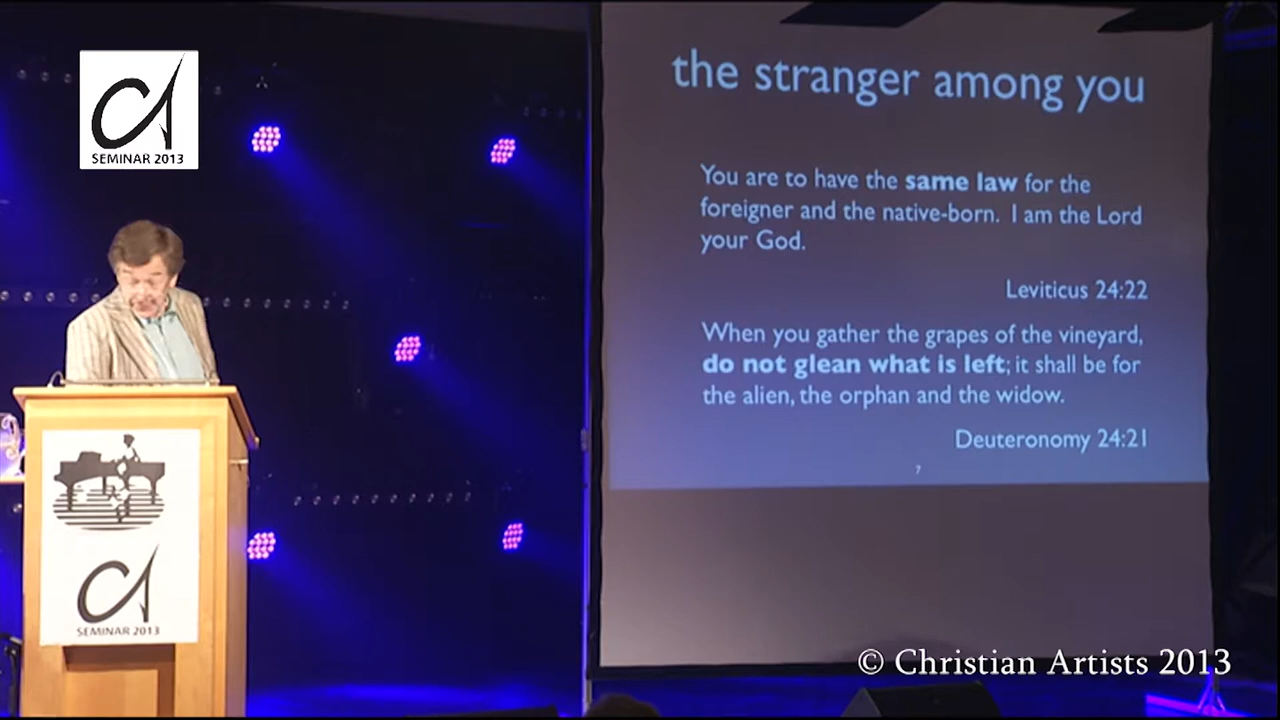 SEMINAR 2013
the stranger among you
You are to have the same law for the
foreigner and the native-born. I am the Lord
your God.
Leviticus 24:22
When you gather the grapes of the vineyard,
do not glean what is left; it shall be for
the alien, the orphan and the widow.
Deuteronomy 24:21
7
CA
SEMINAR 2013
© Christian Artists 2013